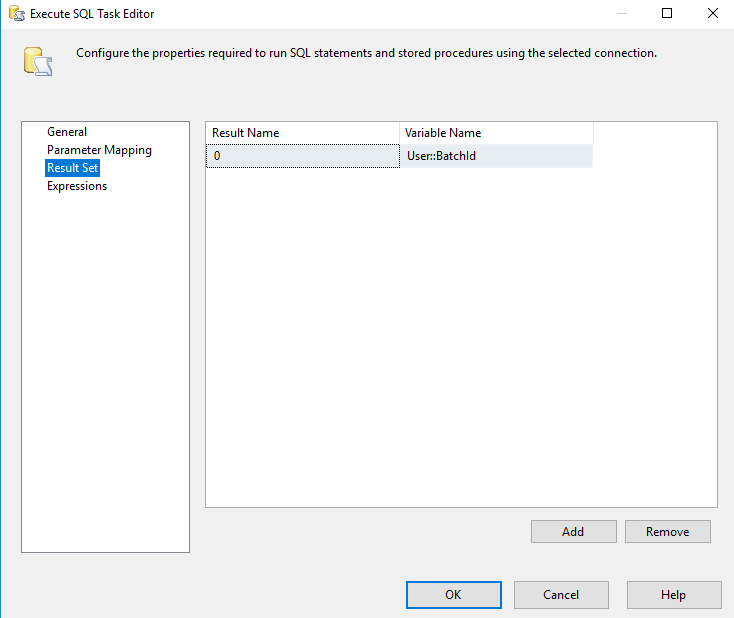 Execute SQL Task Editor
Configure the properties required to run SQL statements and stored procedures using the selected connection.
General
Parameter Mapping
Result Set
Expressions
Result Name Variable Name
0 User::BatchId
Add Remove
OK Cancel Help